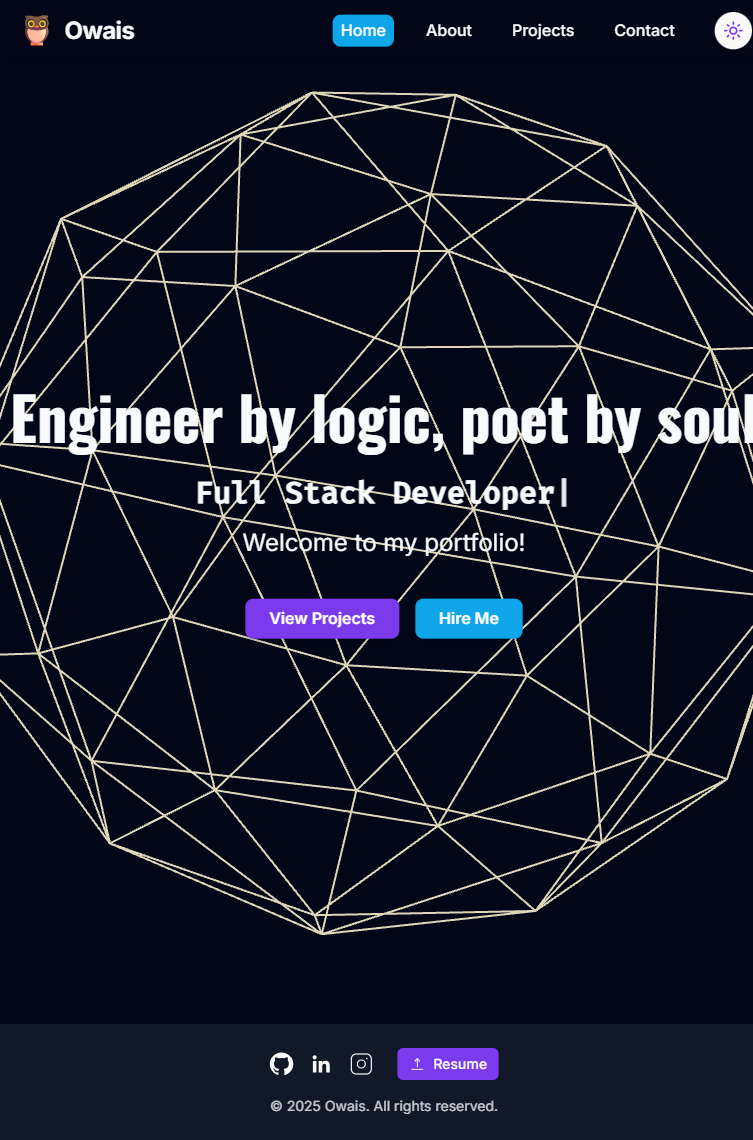 Owais
Home
About
Projects
Contact
Engineer by logic, poet by soul
Full Stack Developer|
Welcome to my portfolio!
View Projects
Hire Me
in
Resume
© 2025 Owais. All rights reserved.